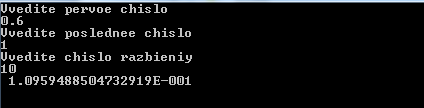 Vvedite pervoe chislo
0.6
Vvedite poslednee chislo
1
Vvedite chislo razbieniy
10
1.0959488504732919E-001